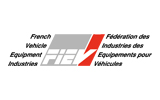 French
Vehicle
Equipment
Industries
FIEV
Fédération des
Industries des
Equipements pour
Véhicules